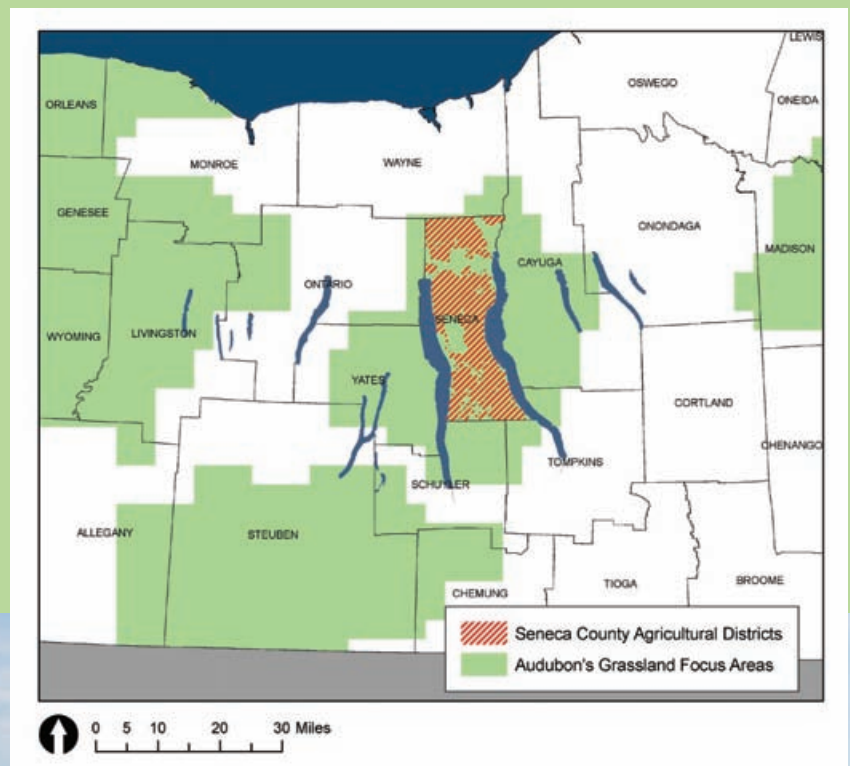 LEWIS
OSWEGO
ORLEANS
ONEIDA
MONROE
WAYNE
GENESEE
ONONDAGA
MADISON
CAYUGA
ONTARIO
SENECA
WYOMING
LIVINGSTON
YATES
CORTLAND
CHENANGO
TOMPKINS
SCHUYLER
ALLEGANY
STEUBEN
TIOGA
BROOME
CHEMUNG
Seneca County Agricultural Districts
Audubon's Grassland Focus Areas
0 5 10 20 30 Miles